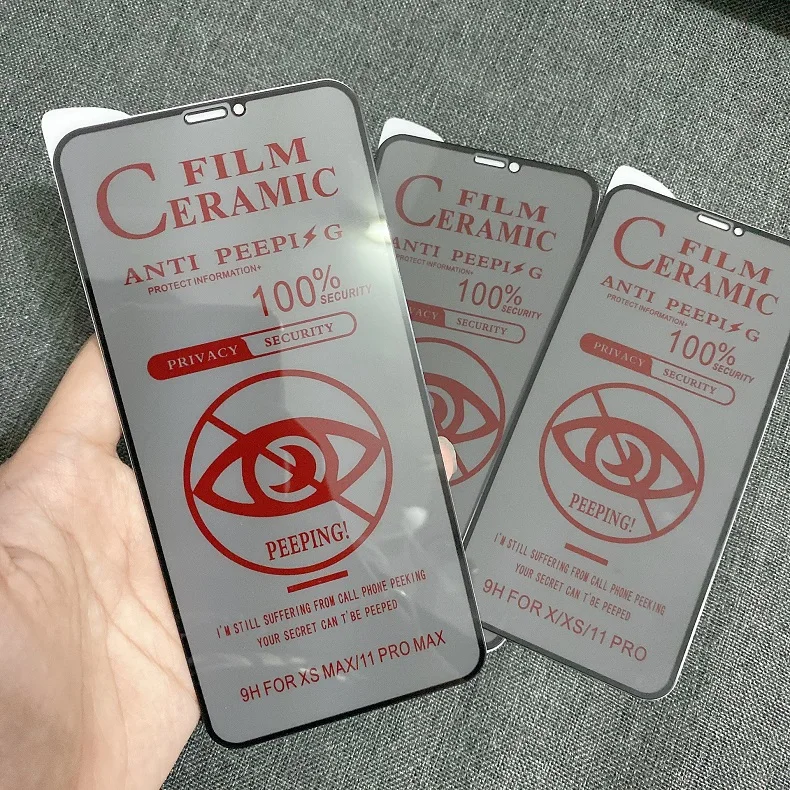 FILM
CERAMIC
ANTI PEEPI⚡G
PROTECT INFORMATION+
100% SECURITY
PRIVACY SECURITY
PEEPING!
I'M STILL SUFFERING FROM CALL PHONE PEEKING
YOUR SECRET CAN T'BE PEEPED
9H FOR XS MAX/11 PRO MAX
FILM
CERAMIC
ANTI PEEPI⚡G
PROTECT INFORMATION+
100% SECURITY
SECURITY
FILM
CERAMIC
ANTI PEEPI⚡G
PROTECT INFORMATION+
100% SECURITY
PRIVACY SECURITY
PEEPING!
I'M STILL SUFFERING FROM CALL PHONE PEEKING
YOUR SECRET CAN T'BE PEEPED
9H FOR X/XS/11 PRO